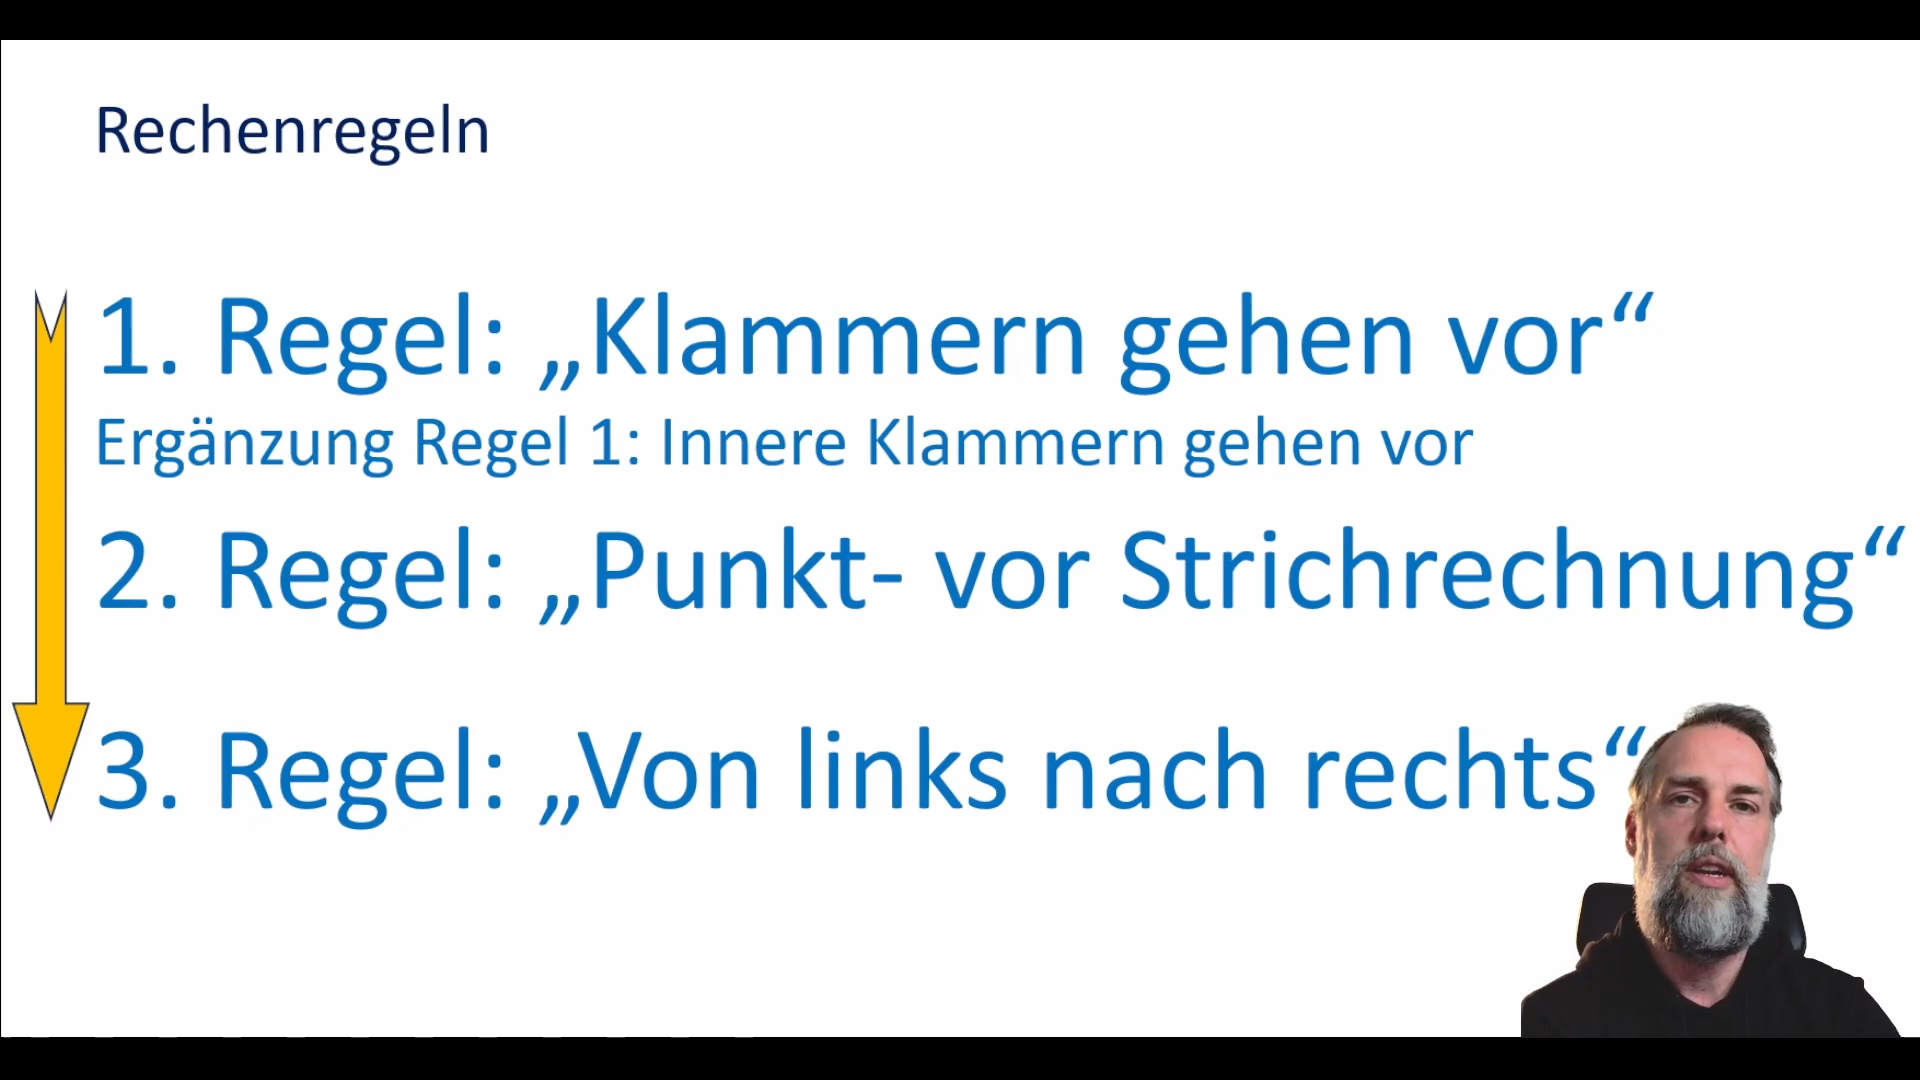 Rechenregeln
1. Regel: „Klammern gehen vor“
Ergänzung Regel 1: Innere Klammern gehen vor
2. Regel: „Punkt- vor Strichrechnung“
3. Regel: „Von links nach rechts“